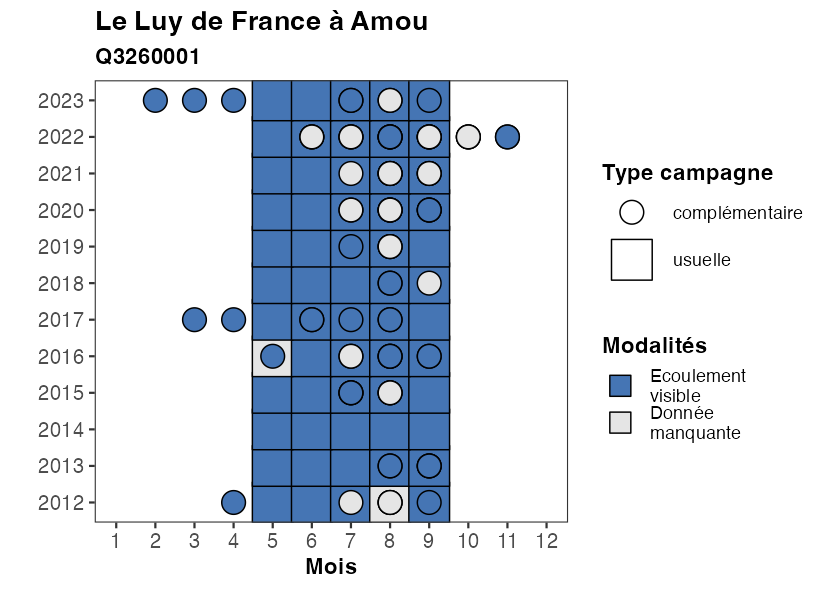 Le Luy de France à Amou
Q3260001
2023
2022
2021
2020
2019
2018
2017
2016
2015
2014
2013
2012
1 2 3 4 5 6 7 8 9 10 11 12
Mois
Type campagne
complémentaire
usuelle
Modalités
Ecoulement
visible
Donnée
manquante